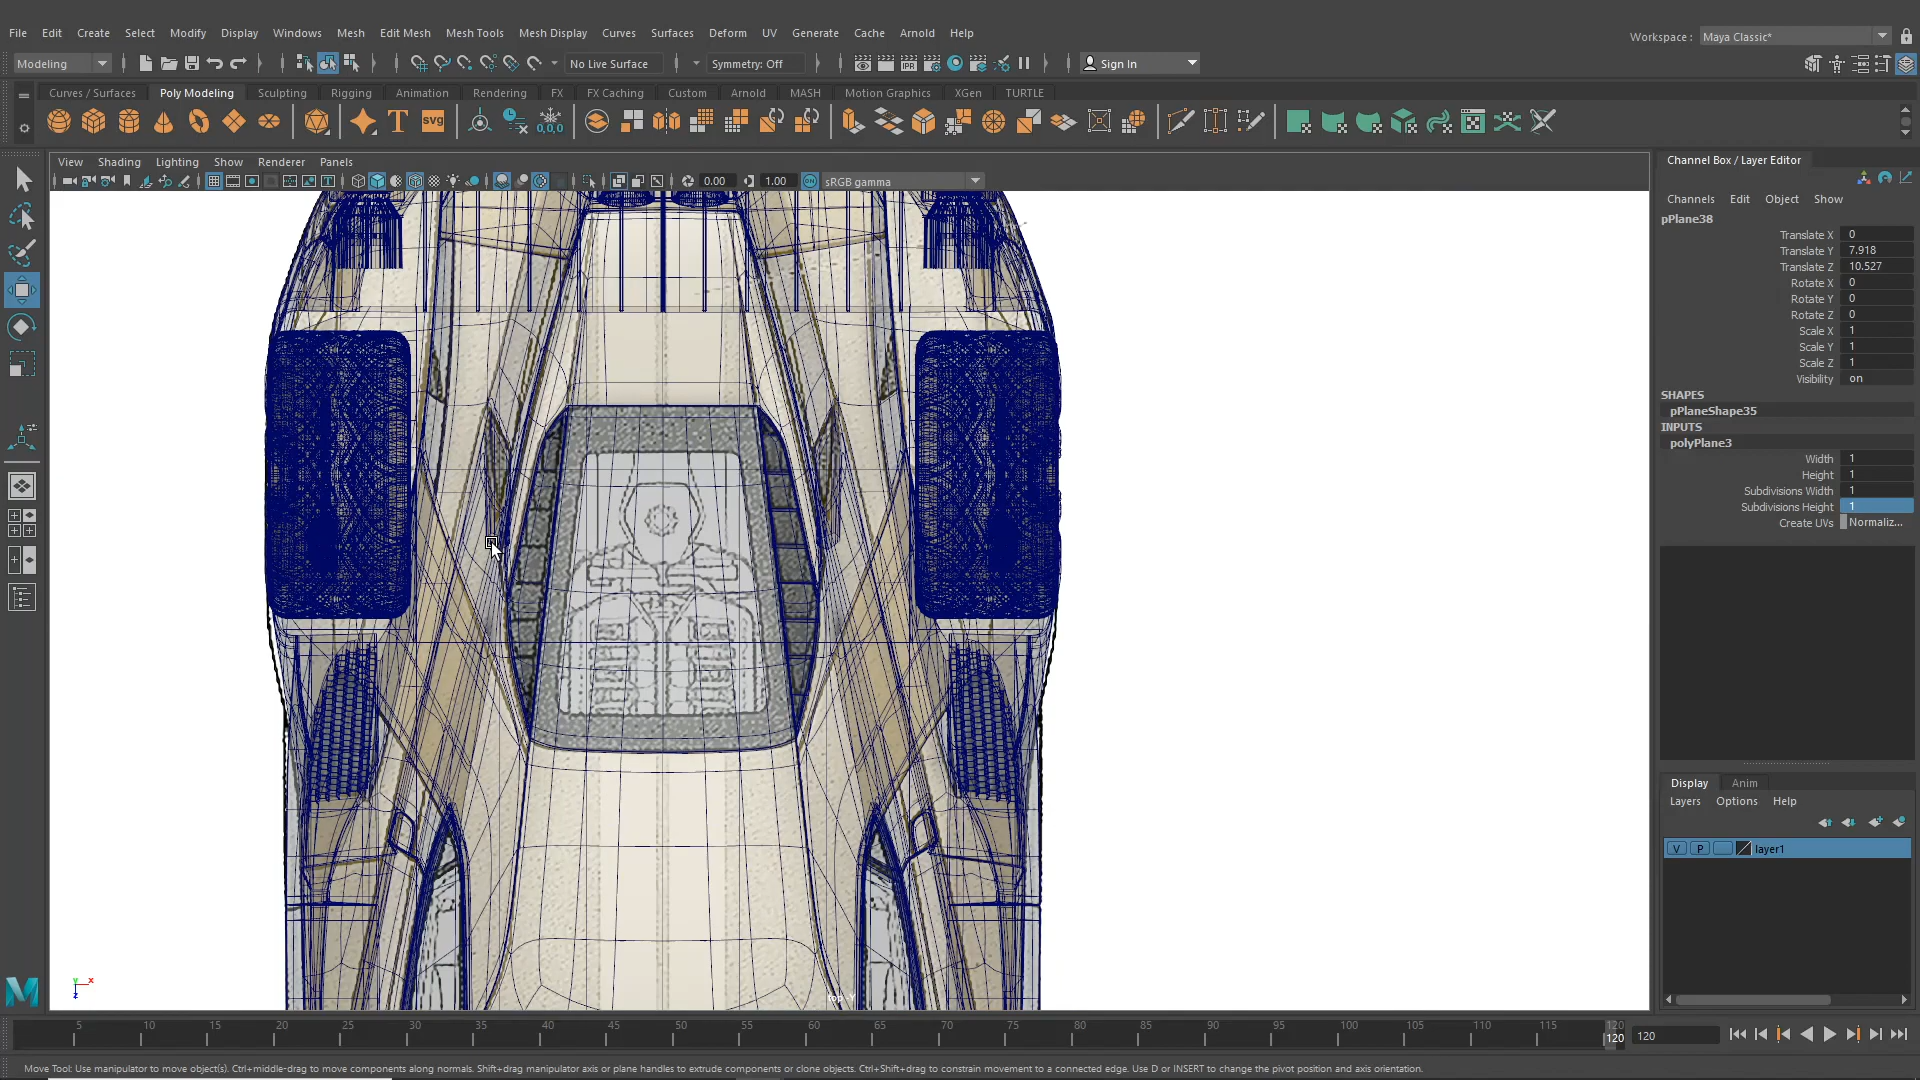 File Edit Create Select Modify Display Windows Mesh Edit Mesh Mesh Tools Mesh Display Curves Surfaces Deform UV Generate Cache Arnold Help
Workspace : Maya Classic*
Modeling
No Live Surface
Symmetry: Off
IPR
Sign In
Curves / Surfaces Poly Modeling Sculpting Rigging Animation Rendering FX FX Caching Custom Arnold MASH Motion Graphics XGen TURTLE
T svg 0,0,0
View Shading Lighting Show Renderer Panels
0.00 1.00 ON sRGB gamma
Channel Box / Layer Editor
Channels Edit Object Show
pPlane38
Translate X 0
Translate Y 7.918
Translate Z 10.527
Rotate X 0
Rotate Y 0
Rotate Z 0
Scale X 1
Scale Y 1
Scale Z 1
Visibility on
SHAPES
pPlaneShape35
INPUTS
polyPlane3
Width 1
Height 1
Subdivisions Width 1
Subdivisions Height 1
Create UVs Normaliz...
Display Anim
Layers Options Help
V P layer1
y x
z
top -Y
5 10 15 20 25 30 35 40 45 50 55 60 65 70 75 80 85 90 95 100 105 110 115 120
120
120
Move Tool: Use manipulator to move object(s). Ctrl+middle-drag to move components along normals. Shift+drag manipulator axis or plane handles to extrude components or clone objects. Ctrl+Shift+drag to constrain movement to a connected edge. Use D or INSERT to change the pivot position and axis orientation.